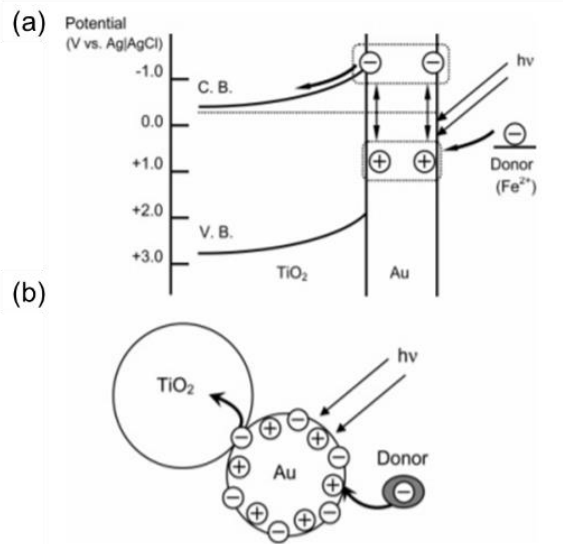 (a)
Potential
(V vs. Ag|AgCl)
-1.0
C. B.
hν
0.0
Donor
(Fe²⁺)
+1.0
+2.0
V. B.
+3.0
TiO₂
Au
(b)
hν
TiO₂
Donor
Au